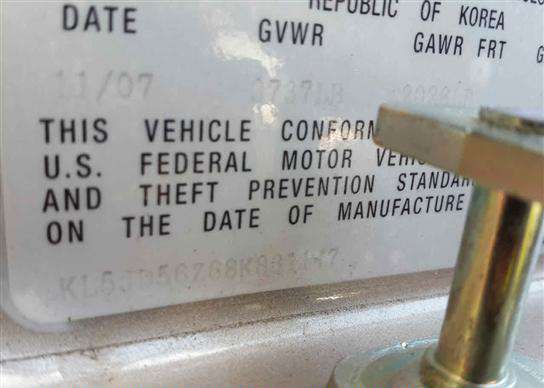 REPUBLIC OF KOREA
DATE GVWR GAWR FRT G
11/07
THIS VEHICLE CONFORM
U.S. FEDERAL MOTOR VEHIC
AND THEFT PREVENTION STANDAR
ON THE DATE OF MANUFACTURE